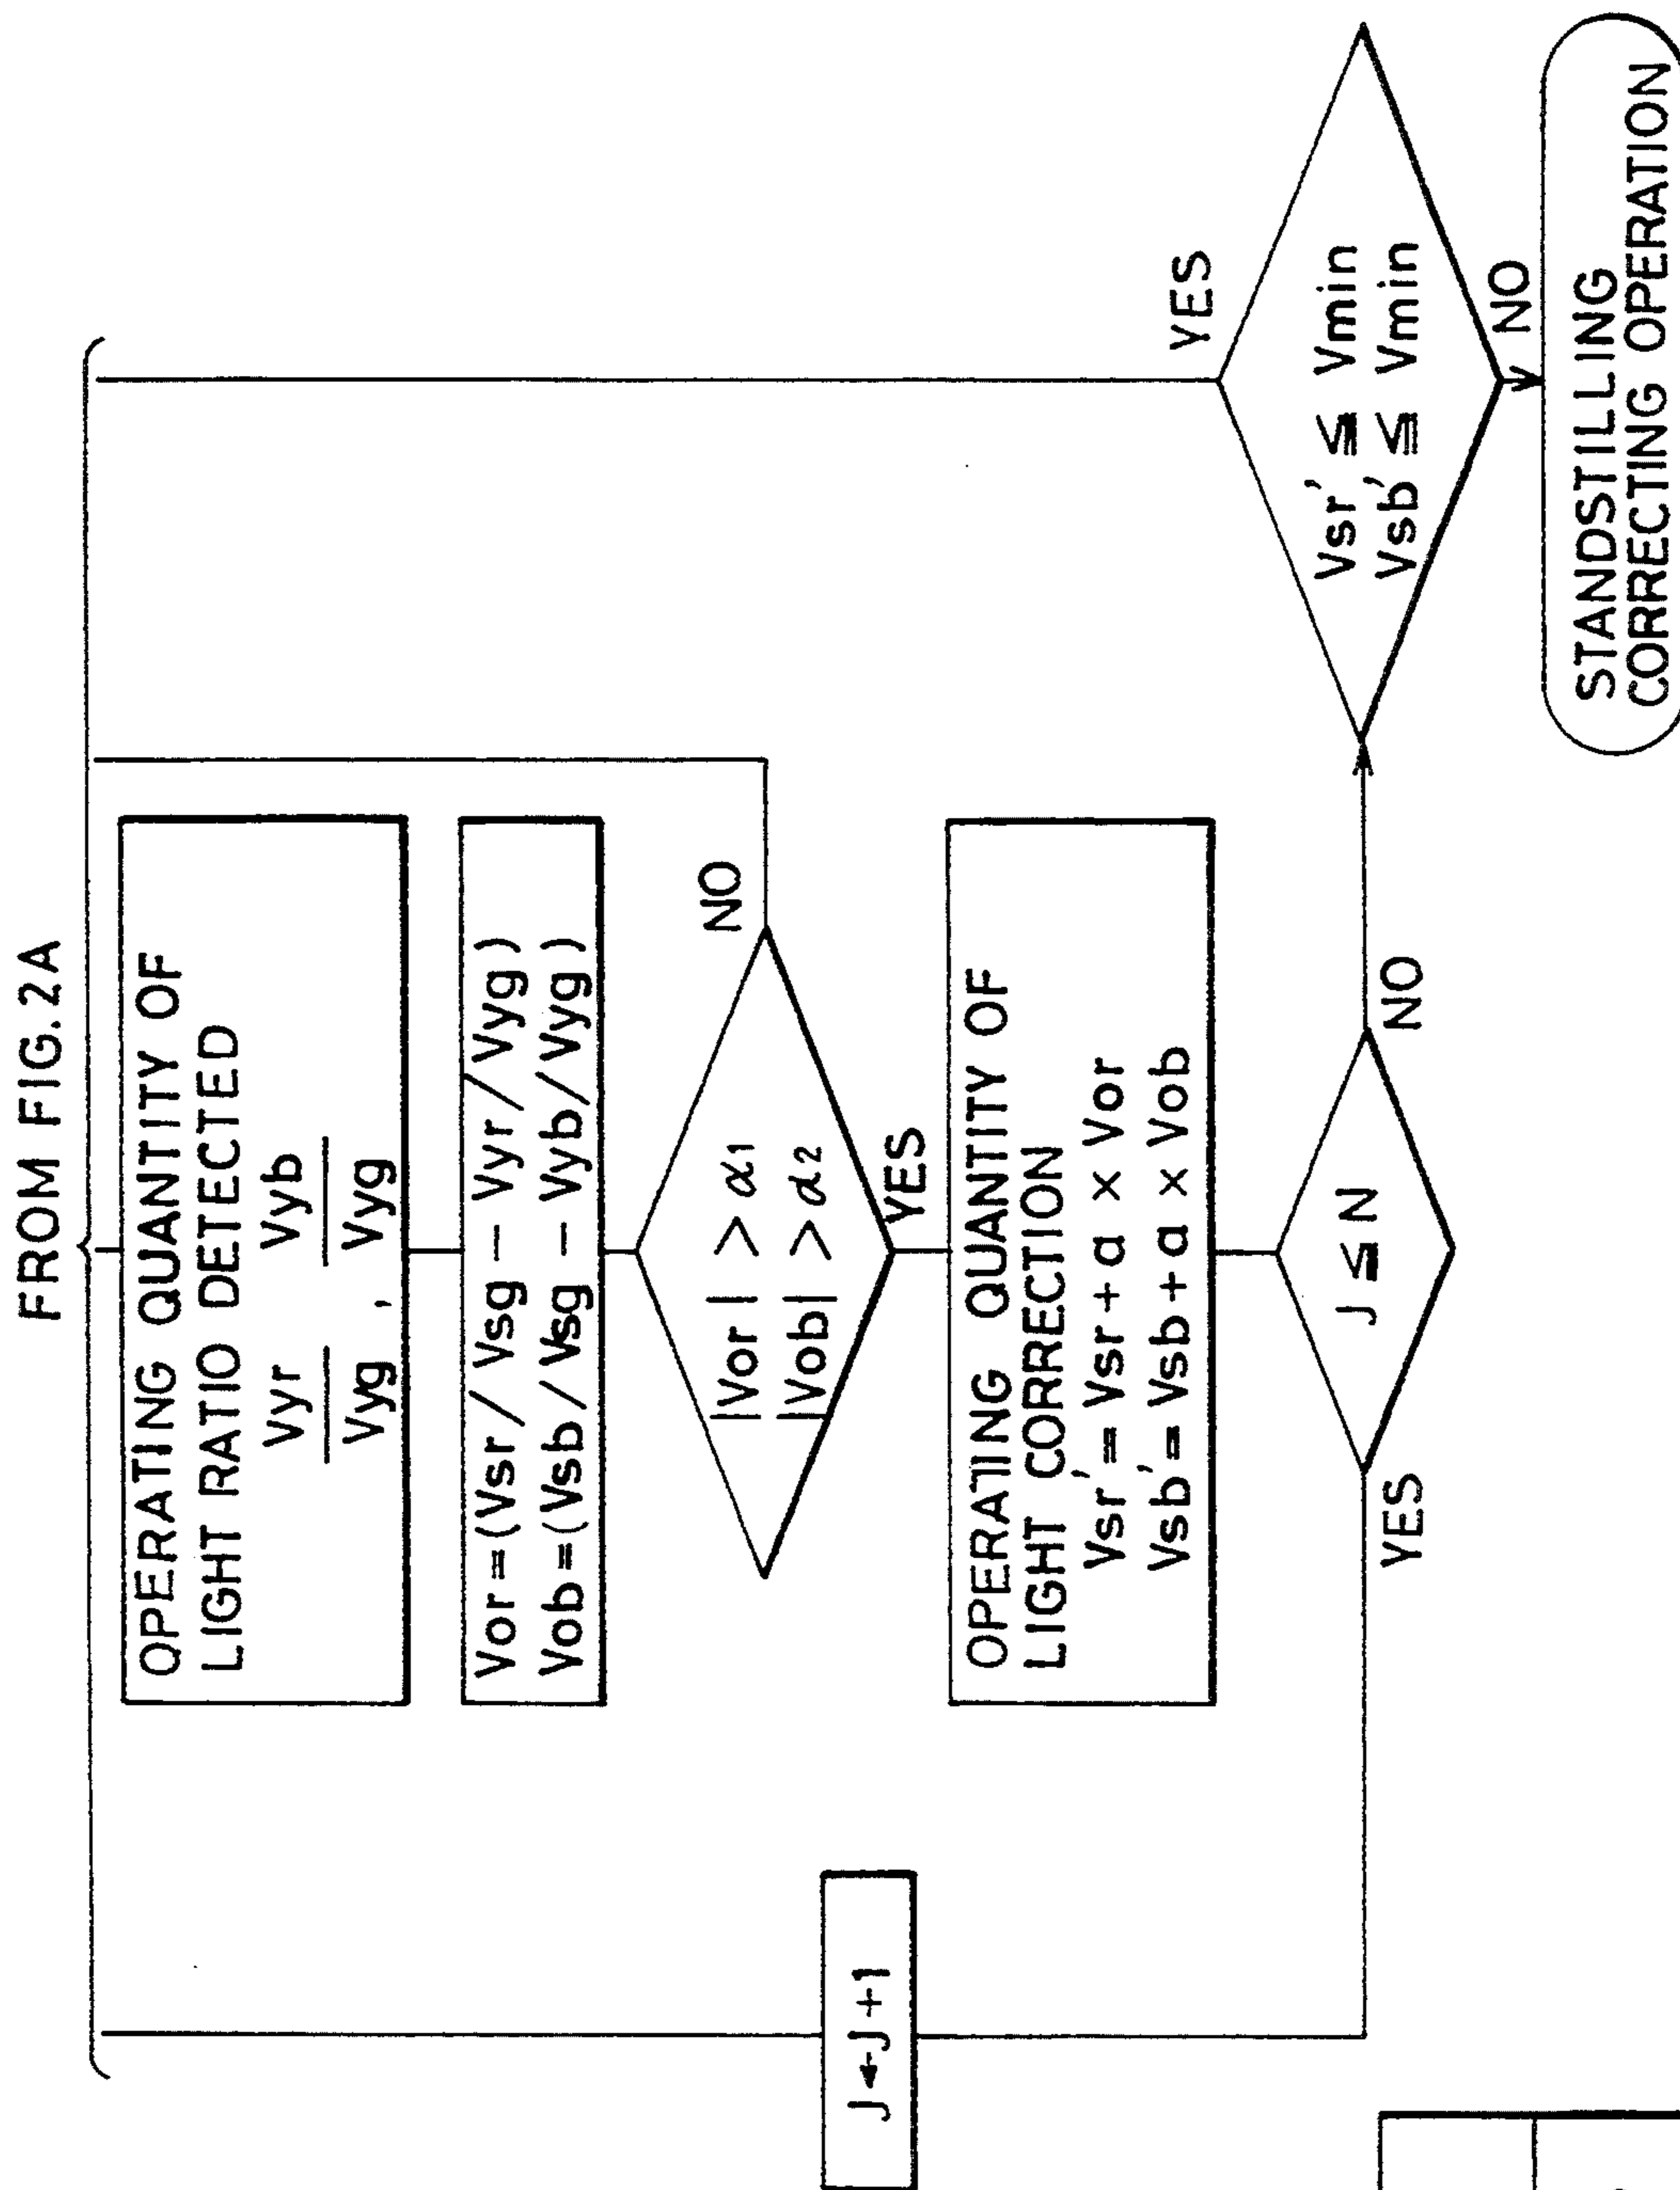 FROM FIG. 2A
OPERATING QUANTITY OF
LIGHT RATIO DETECTED
Vyr/Vyg , Vyb/Vyg
Vor=(Vsr/Vsg − Vyr/Vyg)
Vob=(Vsb/Vsg − Vyb/Vyg)
|Vor| > α1
|Vob| > α2
NO
YES
OPERATING QUANTITY OF
LIGHT CORRECTION
Vsr'=Vsr+a × Vor
Vsb'=Vsb+a × Vob
J≦N
YES
NO
J←J+1
Vsr' ≦ Vmin
Vsb' ≦ Vmin
YES
NO
STANDSTILLING
CORRECTING OPERATION